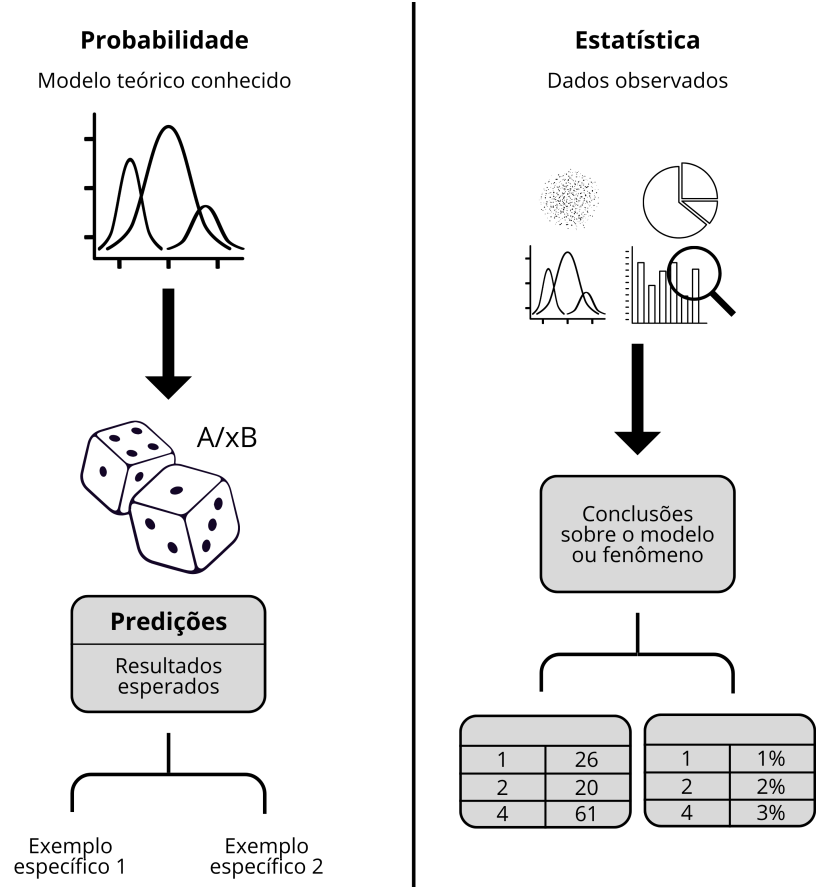 Probabilidade
Modelo teórico conhecido
A/xB
Predições
Resultados
esperados
Exemplo
específico 1
Exemplo
específico 2
Estatística
Dados observados
Conclusões
sobre o modelo
ou fenômeno
1 26
2 20
4 61
1 1%
2 2%
4 3%